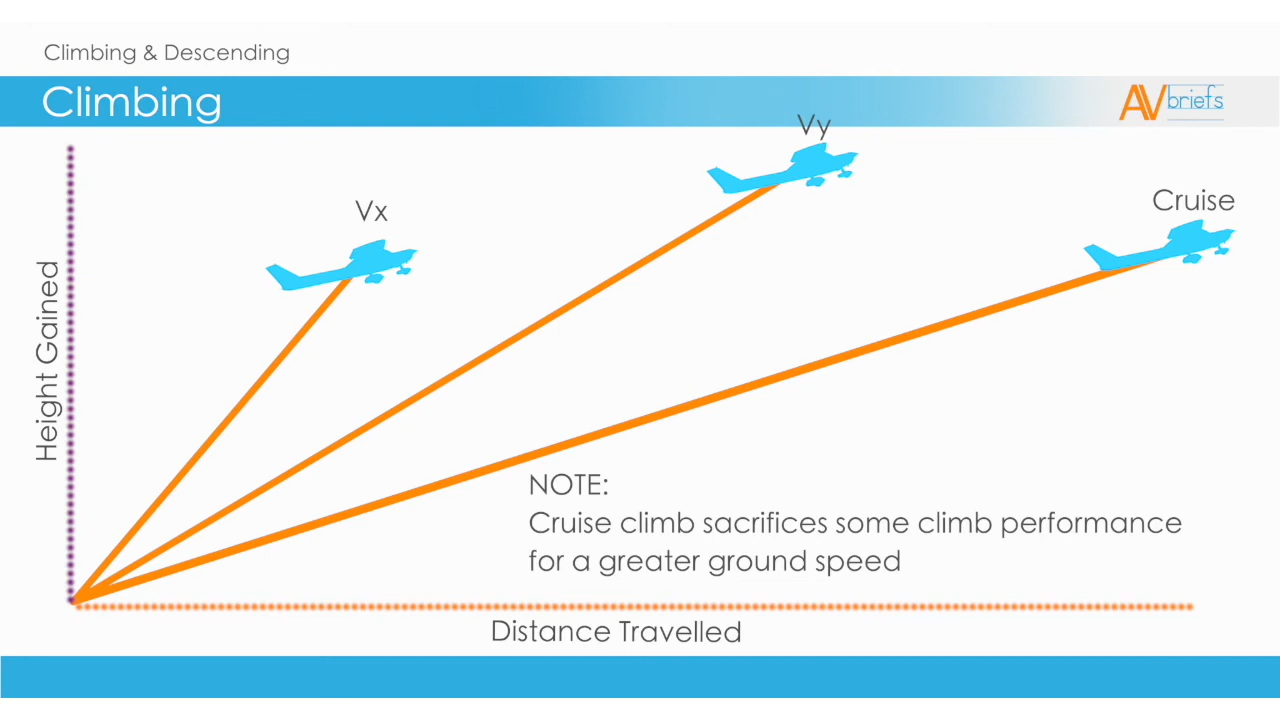 Climbing & Descending
Climbing
AVbriefs
Vy
Vx
Cruise
Height Gained
NOTE:
Cruise climb sacrifices some climb performance
for a greater ground speed
Distance Travelled